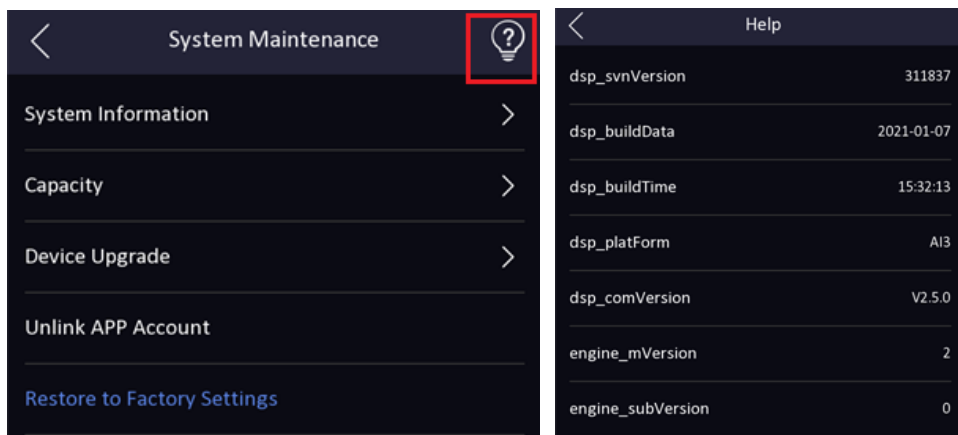 System Maintenance
?
System Information
Capacity
Device Upgrade
Unlink APP Account
Restore to Factory Settings
Help
dsp_svnVersion 311837
dsp_buildData 2021-01-07
dsp_buildTime 15:32:13
dsp_platForm AI3
dsp_comVersion V2.5.0
engine_mVersion 2
engine_subVersion 0